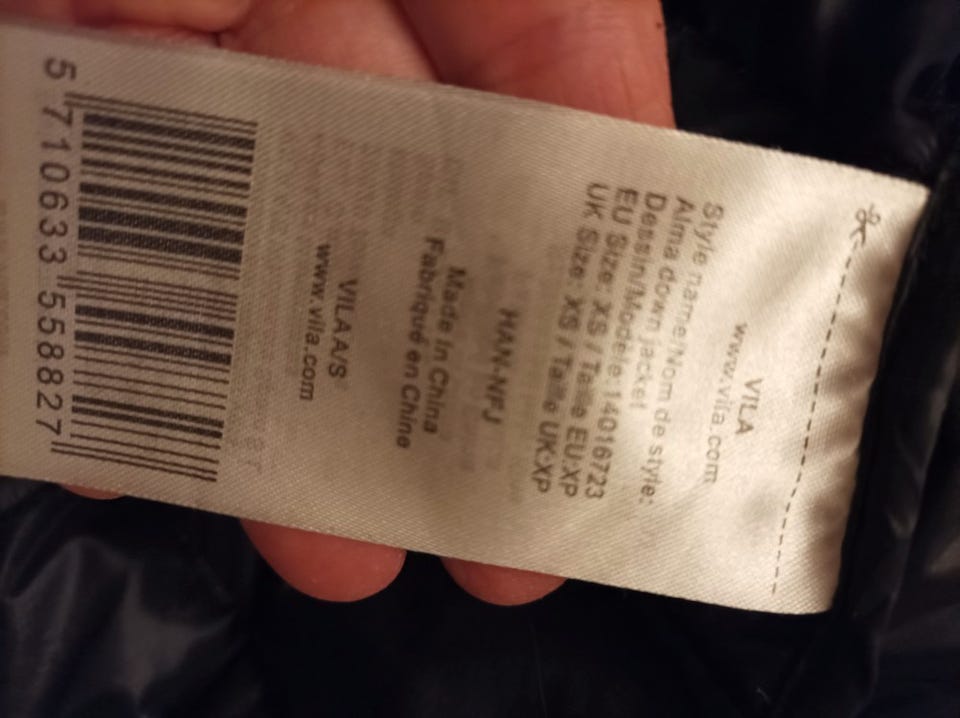 VILA
www.vila.com
Style name/Nom de style:
Alma down jacket
Dessin/Modele:14016723
EU Size: XS / Taille EU:XP
UK Size: XS / Taille UK:XP
HAN-NFJ
Made in China
Fabriqué en Chine
VILA A/S
www.vila.com
5 710633 558827